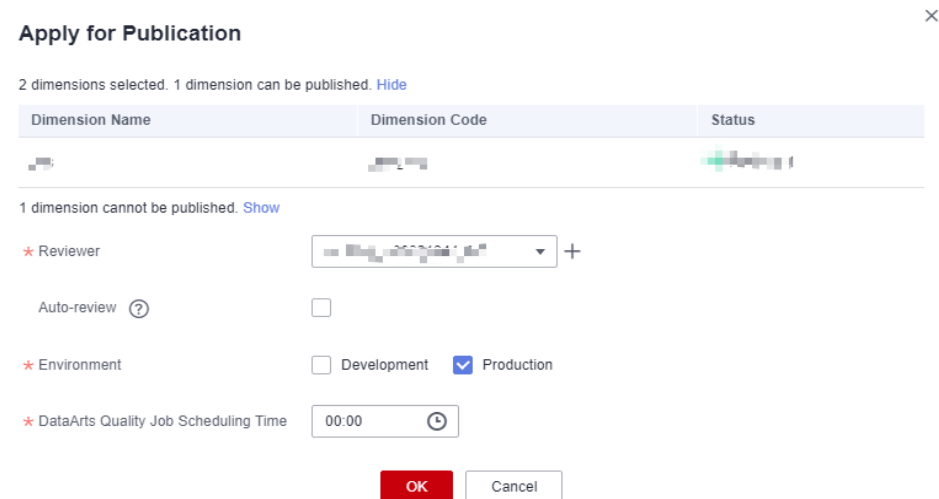 Apply for Publication
2 dimensions selected. 1 dimension can be published. Hide
Dimension Name Dimension Code Status
1 dimension cannot be published. Show
* Reviewer
Auto-review ?
* Environment Development Production
* DataArts Quality Job Scheduling Time 00:00
OK Cancel